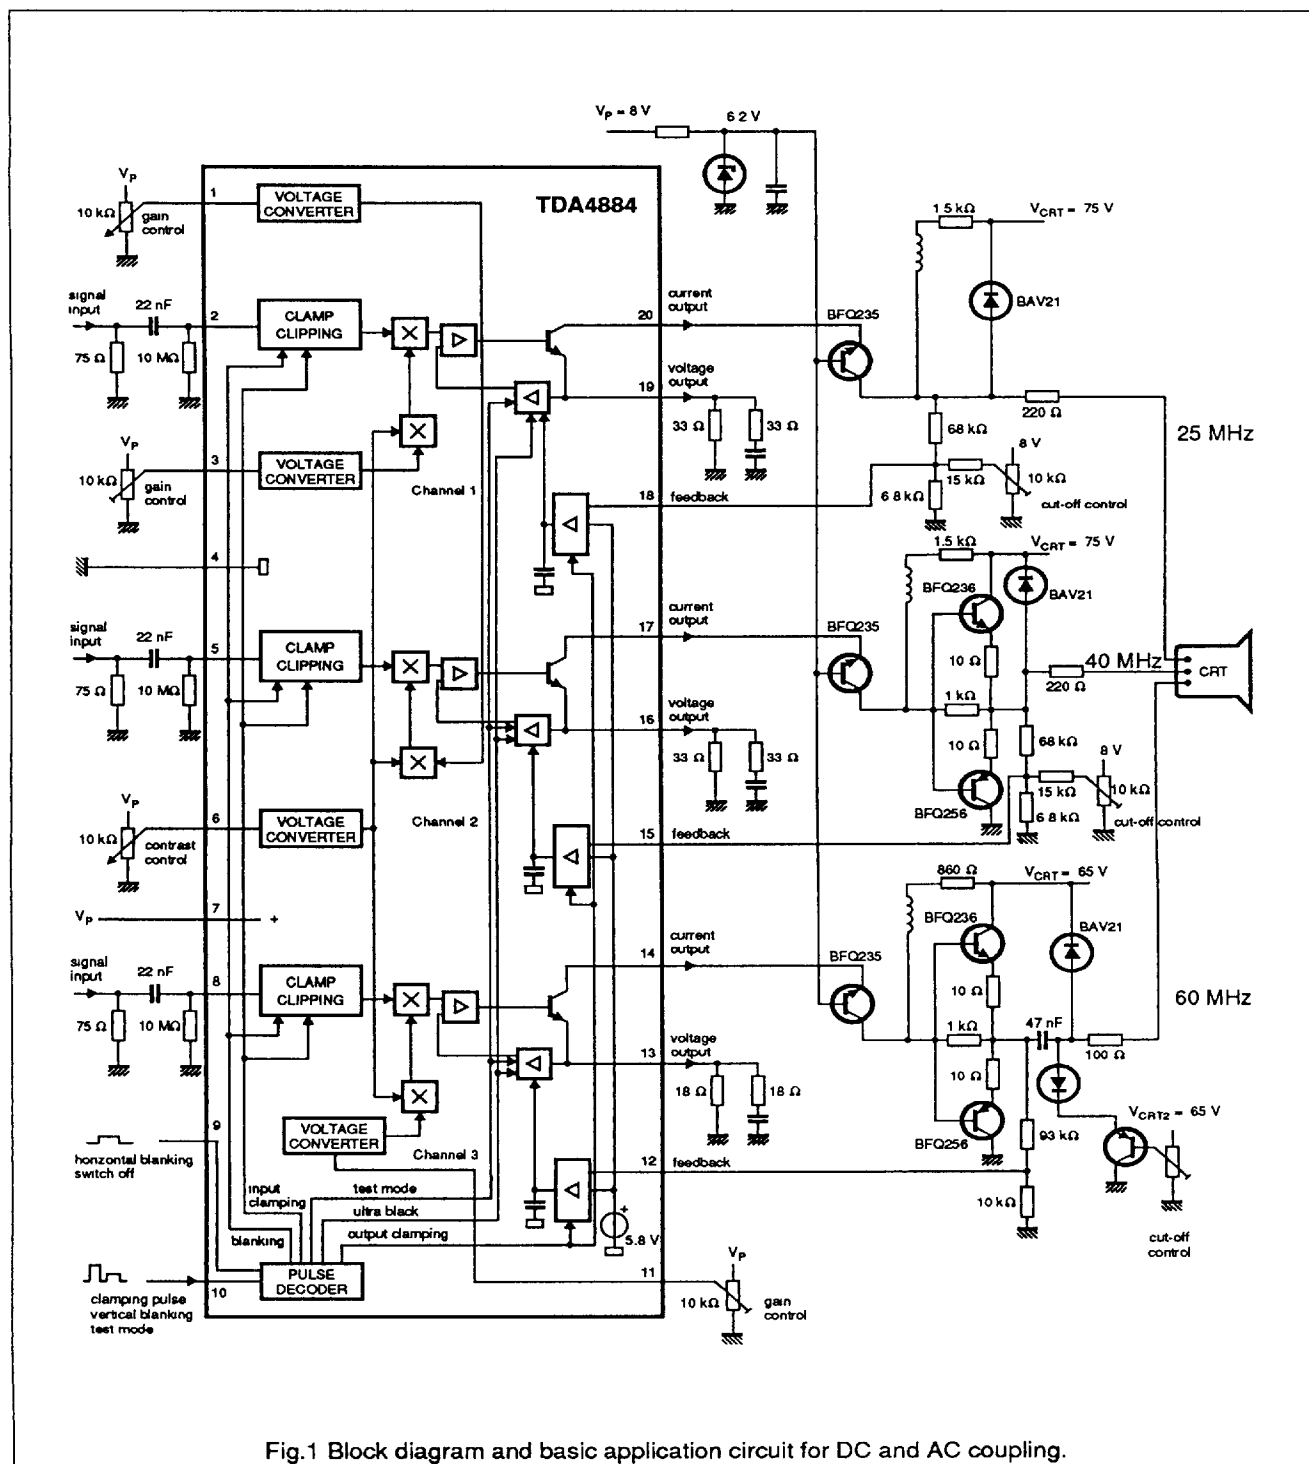 V_P = 8 V
6 2 V
TDA4884
V_P
10 kΩ
gain
control
1
VOLTAGE
CONVERTER
signal
input
22 nF
75 Ω
10 MΩ
2
CLAMP
CLIPPING
V_P
10 kΩ
gain
control
3
VOLTAGE
CONVERTER
Channel 1
4
signal
input
22 nF
75 Ω
10 MΩ
5
CLAMP
CLIPPING
V_P
10 kΩ
contrast
control
6
VOLTAGE
CONVERTER
Channel 2
V_P
7
+
signal
input
22 nF
75 Ω
10 MΩ
8
CLAMP
CLIPPING
VOLTAGE
CONVERTER
Channel 3
9
horizontal blanking
switch off
input
clamping
blanking
test mode
ultra black
output clamping
PULSE
DECODER
10
clamping pulse
vertical blanking
test mode
+
5.8 V
current
output
20
voltage
output
19
33 Ω
33 Ω
18
feedback
current
output
17
voltage
output
16
33 Ω
33 Ω
15
feedback
current
output
14
voltage
output
13
18 Ω
18 Ω
12
feedback
11
V_P
10 kΩ
gain
control
1.5 kΩ
V_CRT = 75 V
BAV21
BFQ235
220 Ω
68 kΩ
8 V
15 kΩ
10 kΩ
6 8 kΩ
cut-off control
25 MHz
1.5 kΩ
V_CRT = 75 V
BFQ236
BAV21
BFQ235
10 Ω
40 MHz
220 Ω
CRT
1 kΩ
10 Ω
68 kΩ
8 V
15 kΩ
10 kΩ
BFQ256
6 8 kΩ
cut-off control
860 Ω
V_CRT = 65 V
BFQ236
BAV21
BFQ235
10 Ω
60 MHz
1 kΩ
47 nF
100 Ω
10 Ω
V_CRT2 = 65 V
BFQ256
93 kΩ
10 kΩ
cut-off
control
Fig.1 Block diagram and basic application circuit for DC and AC coupling.